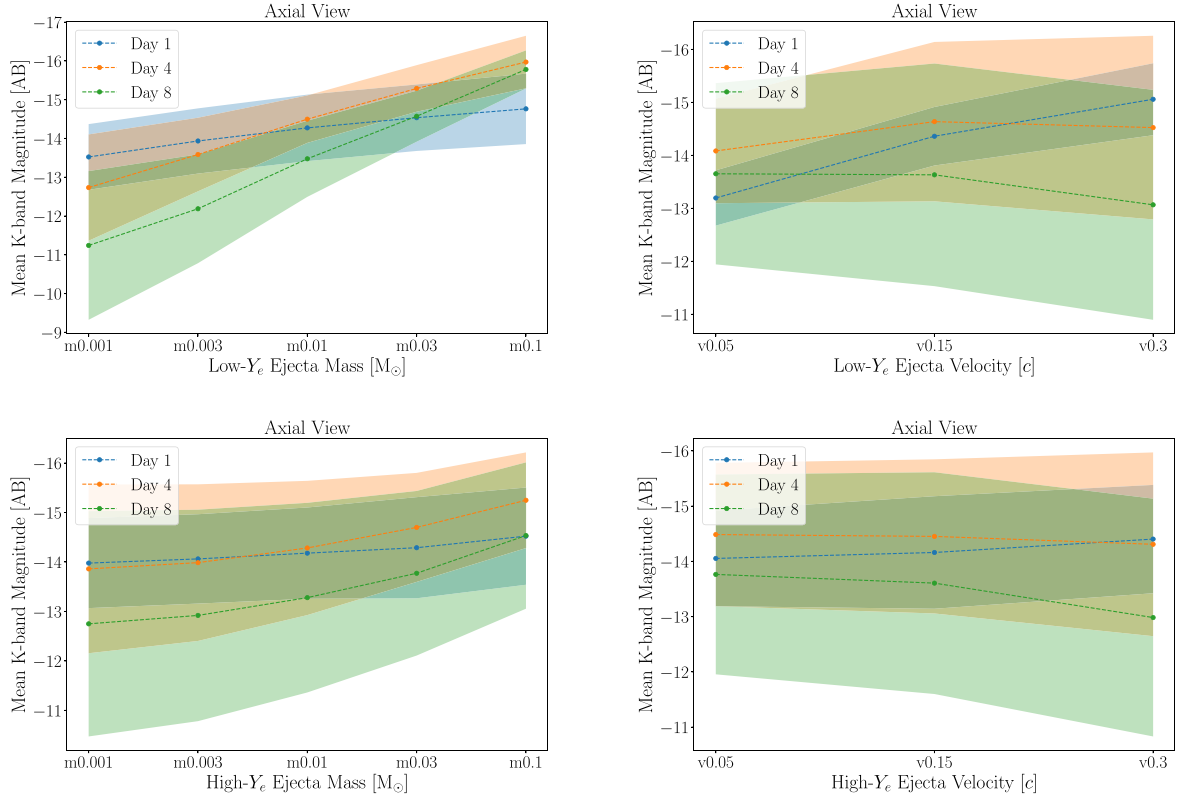 Axial View
Mean K-band Magnitude [AB]
−17
−16
−15
−14
−13
−12
−11
−10
−9
Day 1
Day 4
Day 8
m0.001 m0.003 m0.01 m0.03 m0.1
Low-Yₑ Ejecta Mass [M⊙]
Axial View
Mean K-band Magnitude [AB]
−16
−15
−14
−13
−12
−11
Day 1
Day 4
Day 8
v0.05 v0.15 v0.3
Low-Yₑ Ejecta Velocity [c]
Axial View
Mean K-band Magnitude [AB]
−16
−15
−14
−13
−12
−11
Day 1
Day 4
Day 8
m0.001 m0.003 m0.01 m0.03 m0.1
High-Yₑ Ejecta Mass [M⊙]
Axial View
Mean K-band Magnitude [AB]
−16
−15
−14
−13
−12
−11
Day 1
Day 4
Day 8
v0.05 v0.15 v0.3
High-Yₑ Ejecta Velocity [c]